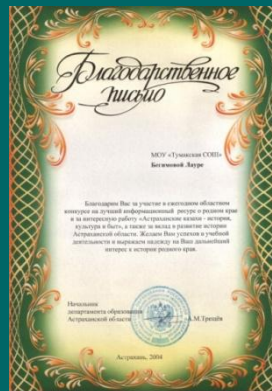 Благодарственное
письмо
МОУ «Тумакская СОШ»
Бегимовой Лауре
Благодарим Вас за участие в ежегодном областном
конкурсе на лучший информационный ресурс о родном крае
и за интересную работу «Астраханские казахи - история,
культура и быт», а также за вклад в развитие истории
Астраханской области. Желаем Вам успехов в учебной
деятельности и выражаем надежду на Ваш дальнейший
интерес к истории родного края.
Начальник
департамента образования
Астраханской области
А.М.Трещёв
Астрахань, 2004